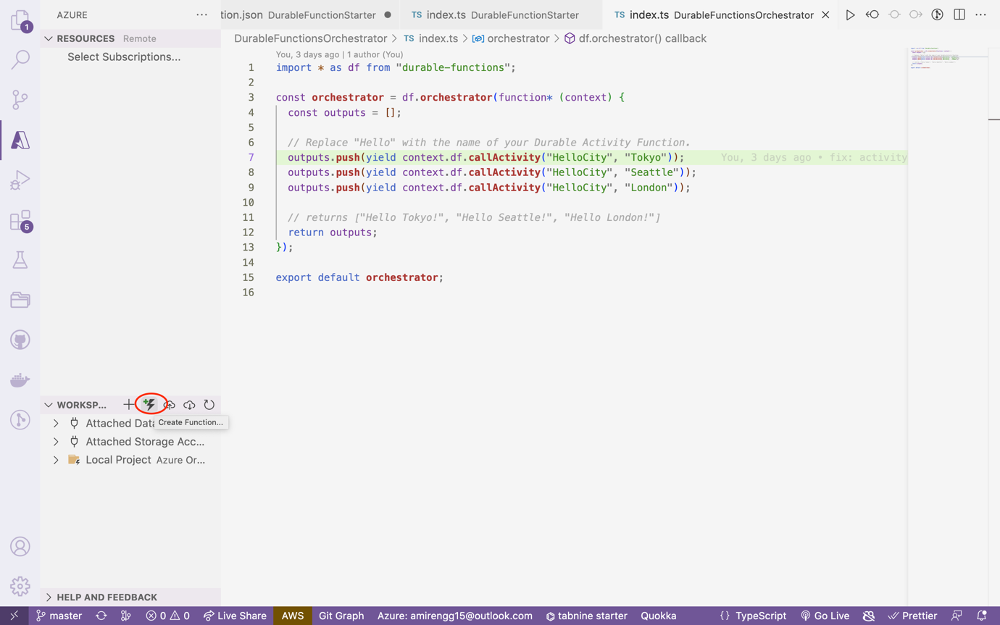 AZURE
RESOURCES Remote
Select Subscriptions...
tion.json DurableFunctionStarter
TS index.ts DurableFunctionStarter
TS index.ts DurableFunctionsOrchestrator
DurableFunctionsOrchestrator > TS index.ts > orchestrator > df.orchestrator() callback
You, 3 days ago | 1 author (You)
1 import * as df from "durable-functions";
2
3 const orchestrator = df.orchestrator(function* (context) {
4 const outputs = [];
5
6 // Replace "Hello" with the name of your Durable Activity Function.
7 outputs.push(yield context.df.callActivity("HelloCity", "Tokyo")); You, 3 days ago • fix: activity
8 outputs.push(yield context.df.callActivity("HelloCity", "Seattle"));
9 outputs.push(yield context.df.callActivity("HelloCity", "London"));
10
11 // returns ["Hello Tokyo!", "Hello Seattle!", "Hello London!"]
12 return outputs;
13 });
14
15 export default orchestrator;
16
1
5
WORKSP...
Create Function...
Attached Data
Attached Storage Acc...
Local Project Azure Or...
HELP AND FEEDBACK
master 0 0 Live Share AWS Git Graph Azure: amirengg15@outlook.com tabnine starter Quokka {} TypeScript Go Live Prettier